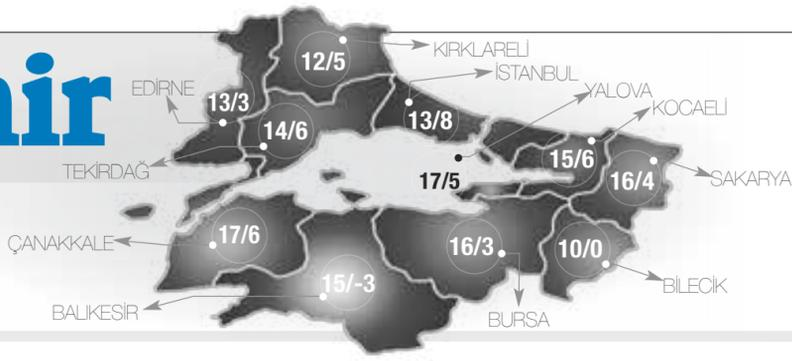 KIRKLARELİ
12/5
İSTANBUL
EDİRNE
YALOVA
13/3
KOCAELİ
13/8
14/6
15/6
TEKİRDAĞ
17/5
16/4
SAKARYA
17/6
ÇANAKKALE
16/3
10/0
15/-3
BİLECİK
BALIKESİR
BURSA